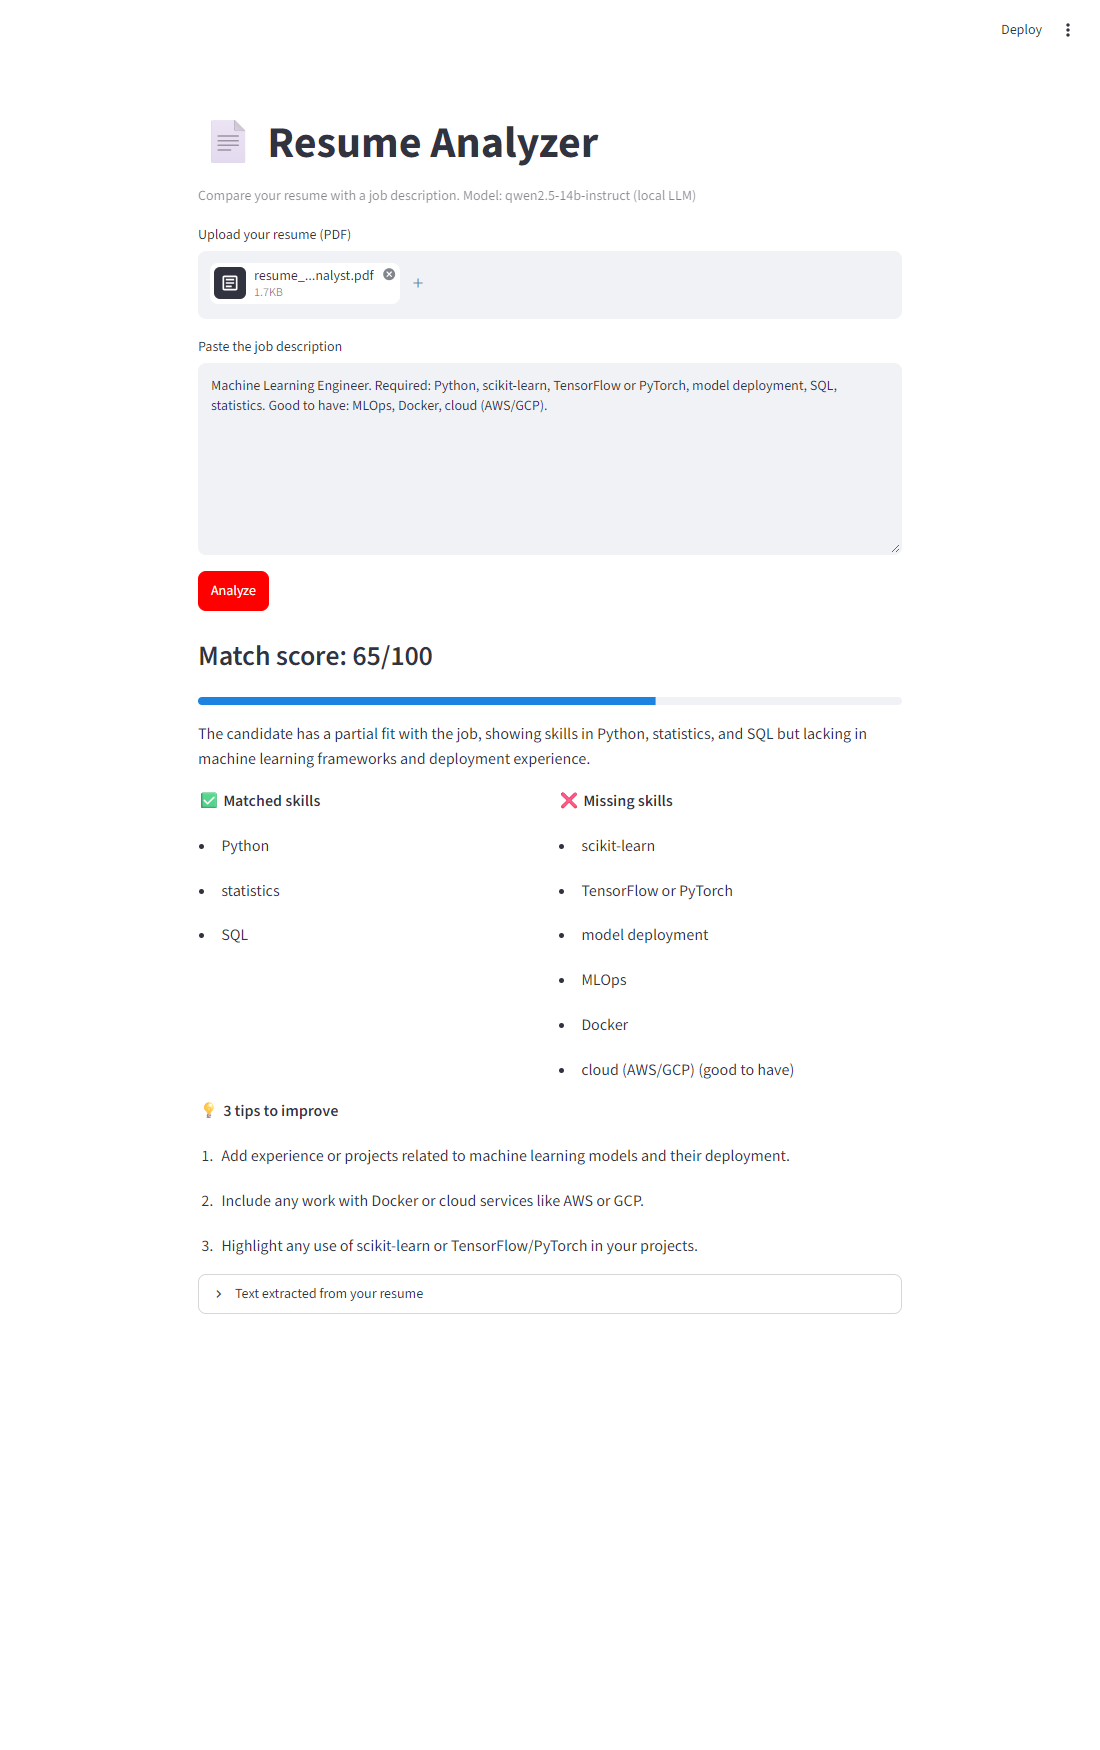 Deploy
Resume Analyzer
Compare your resume with a job description. Model: qwen2.5-14b-instruct (local LLM)
Upload your resume (PDF)
resume_...nalyst.pdf
1.7KB
Paste the job description
Machine Learning Engineer. Required: Python, scikit-learn, TensorFlow or PyTorch, model deployment, SQL,
statistics. Good to have: MLOps, Docker, cloud (AWS/GCP).
Analyze
Match score: 65/100
The candidate has a partial fit with the job, showing skills in Python, statistics, and SQL but lacking in
machine learning frameworks and deployment experience.
Matched skills
• Python
• statistics
• SQL
Missing skills
• scikit-learn
• TensorFlow or PyTorch
• model deployment
• MLOps
• Docker
• cloud (AWS/GCP) (good to have)
3 tips to improve
1. Add experience or projects related to machine learning models and their deployment.
2. Include any work with Docker or cloud services like AWS or GCP.
3. Highlight any use of scikit-learn or TensorFlow/PyTorch in your projects.
Text extracted from your resume